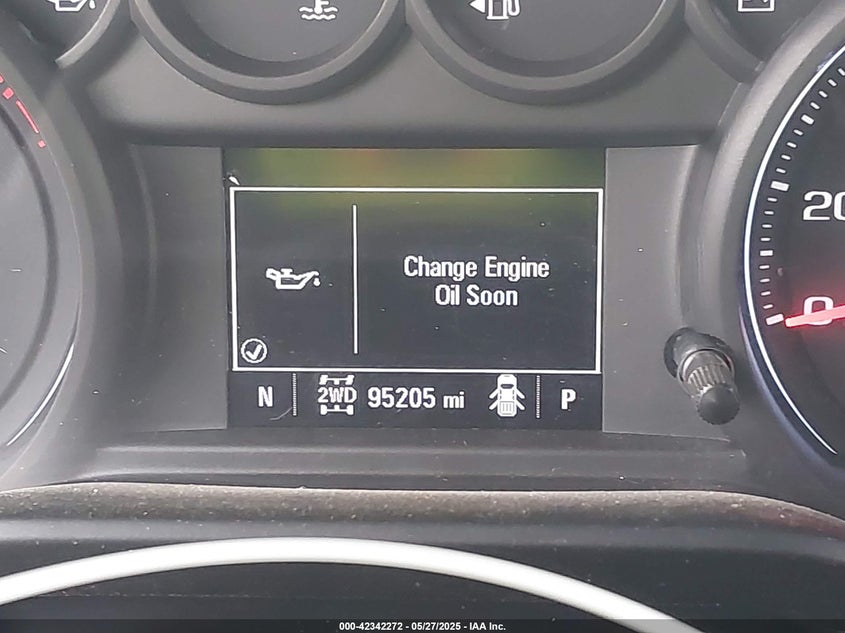 20
0
Change Engine
Oil Soon
N 2WD 95205 mi P
000-42342272 - 05/27/2025 - IAA Inc.